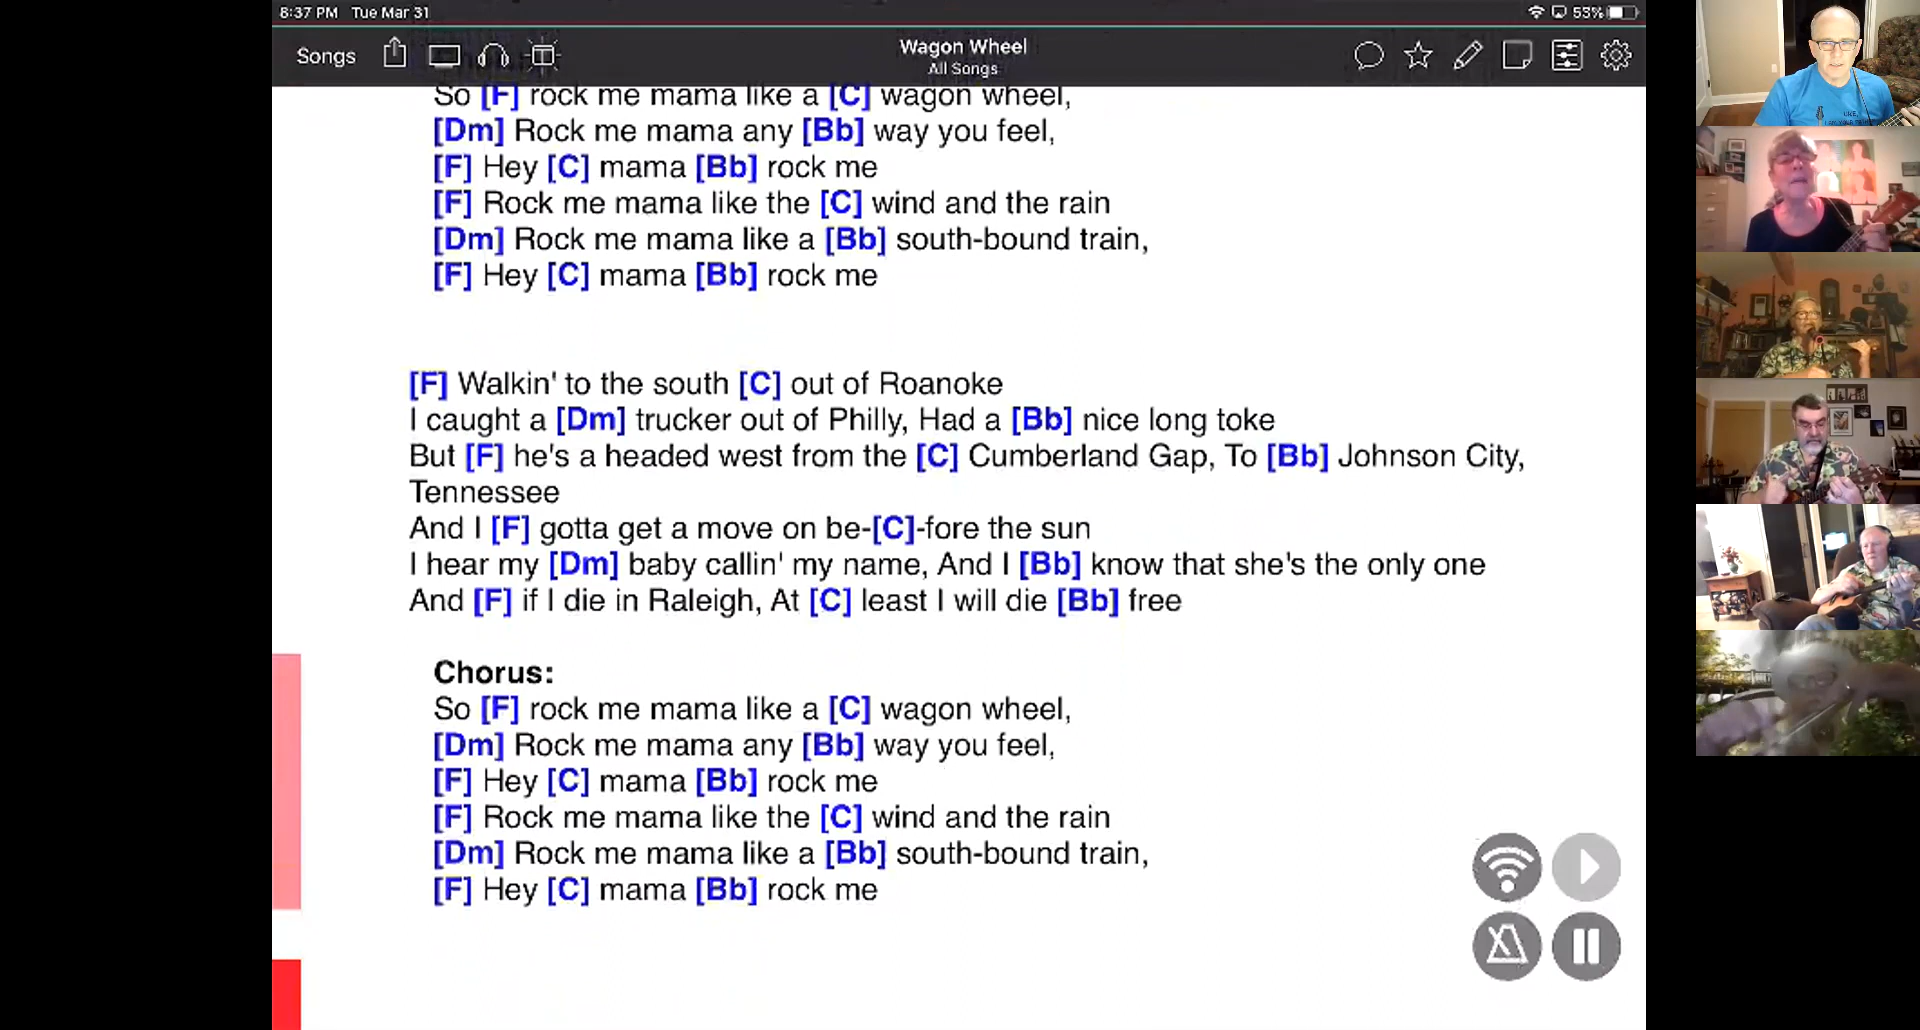 8:37 PM Tue Mar 31
53%
Songs
Wagon Wheel
All Songs
So [F] rock me mama like a [C] wagon wheel,
[Dm] Rock me mama any [Bb] way you feel,
[F] Hey [C] mama [Bb] rock me
[F] Rock me mama like the [C] wind and the rain
[Dm] Rock me mama like a [Bb] south-bound train,
[F] Hey [C] mama [Bb] rock me
[F] Walkin' to the south [C] out of Roanoke
I caught a [Dm] trucker out of Philly, Had a [Bb] nice long toke
But [F] he's a headed west from the [C] Cumberland Gap, To [Bb] Johnson City,
Tennessee
And I [F] gotta get a move on be-[C]-fore the sun
I hear my [Dm] baby callin' my name, And I [Bb] know that she's the only one
And [F] if I die in Raleigh, At [C] least I will die [Bb] free
Chorus:
So [F] rock me mama like a [C] wagon wheel,
[Dm] Rock me mama any [Bb] way you feel,
[F] Hey [C] mama [Bb] rock me
[F] Rock me mama like the [C] wind and the rain
[Dm] Rock me mama like a [Bb] south-bound train,
[F] Hey [C] mama [Bb] rock me